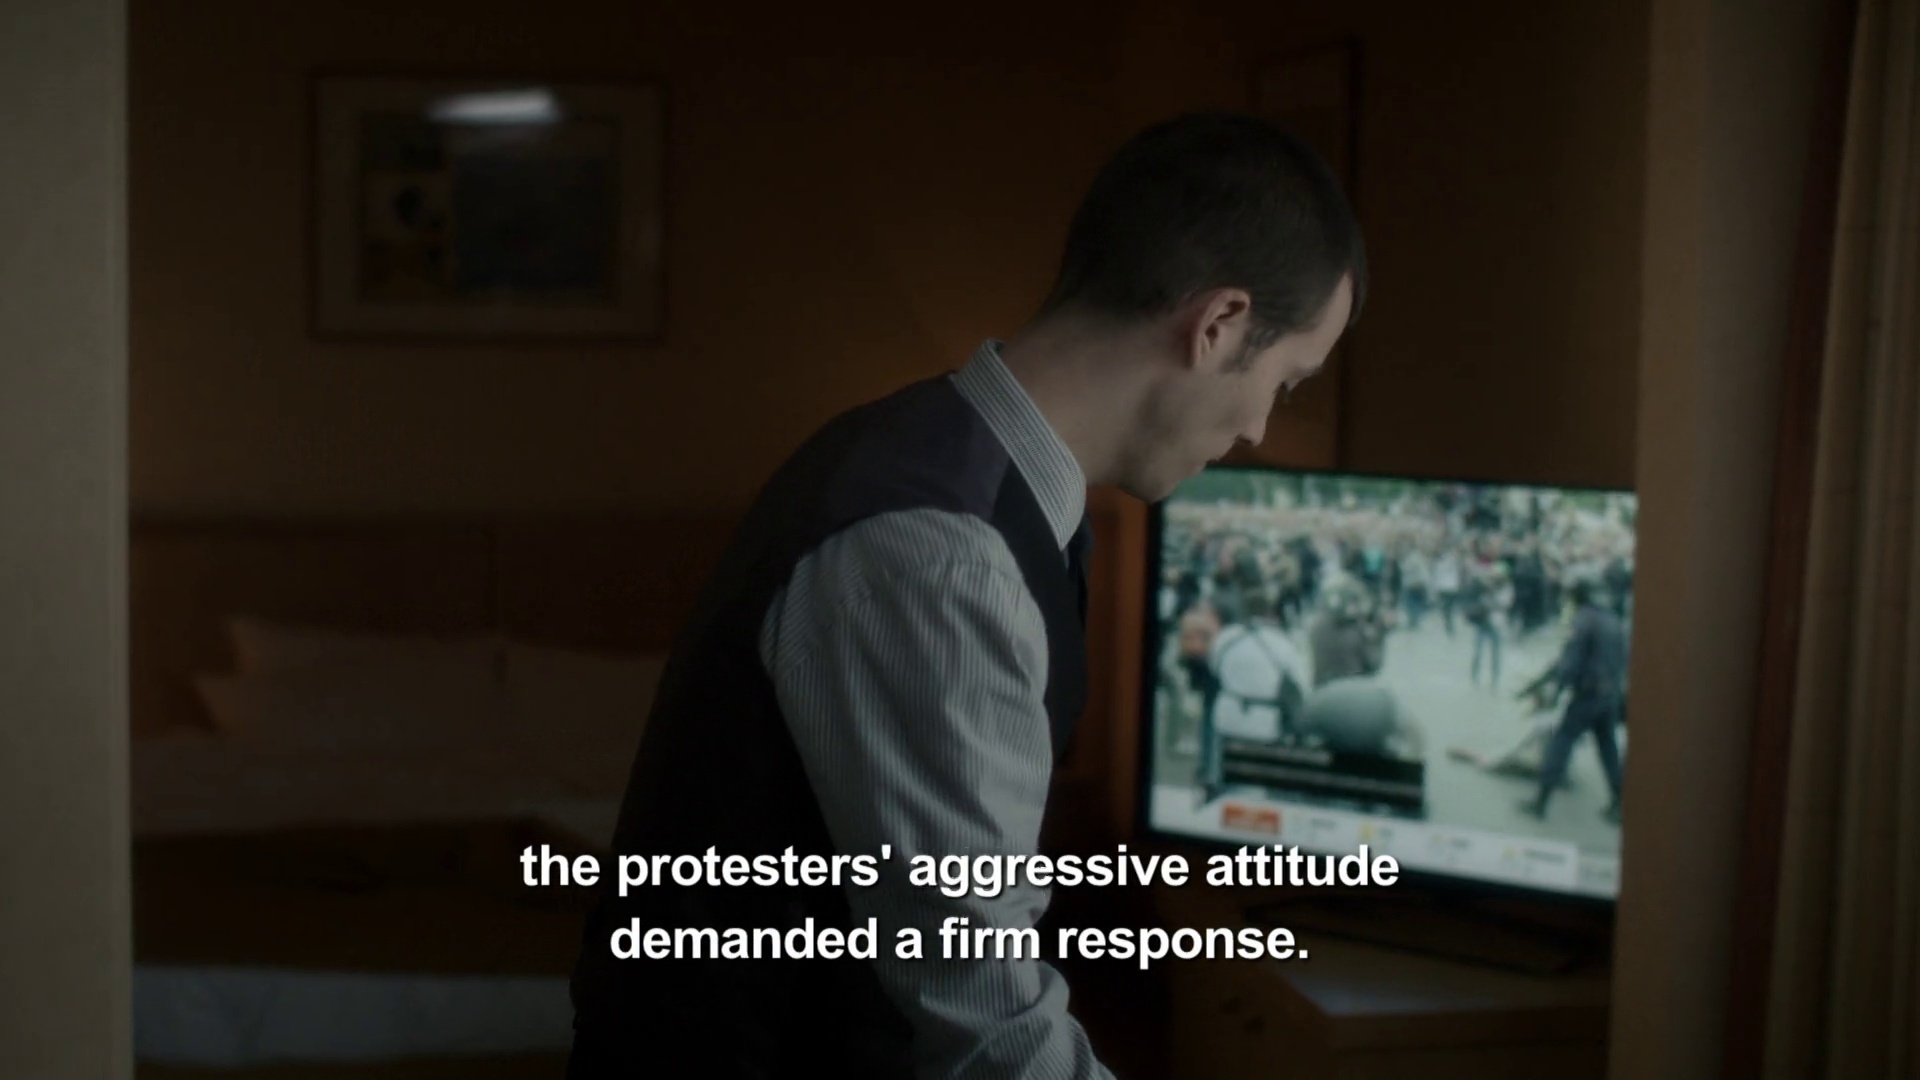 the protesters' aggressive attitude
demanded a firm response.